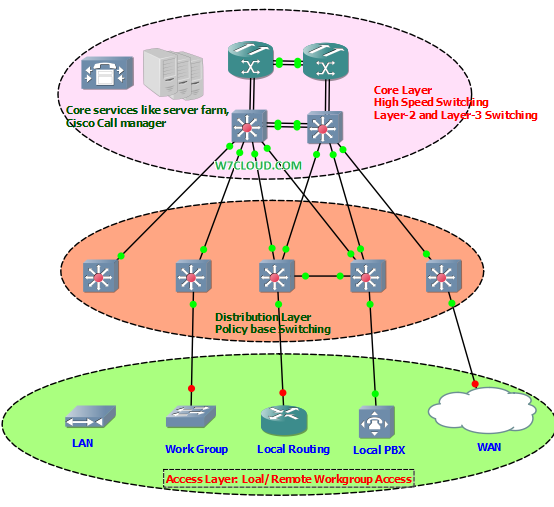 Core Layer
High Speed Switching
Layer-2 and Layer-3 Switching
Core services like server farm,
Cisco Call manager
W7CLOUD.COM
Distribution Layer
Policy base Switching
LAN
Work Group
Local Routing
Local PBX
WAN
Access Layer: Loal/Remote Workgroup Access